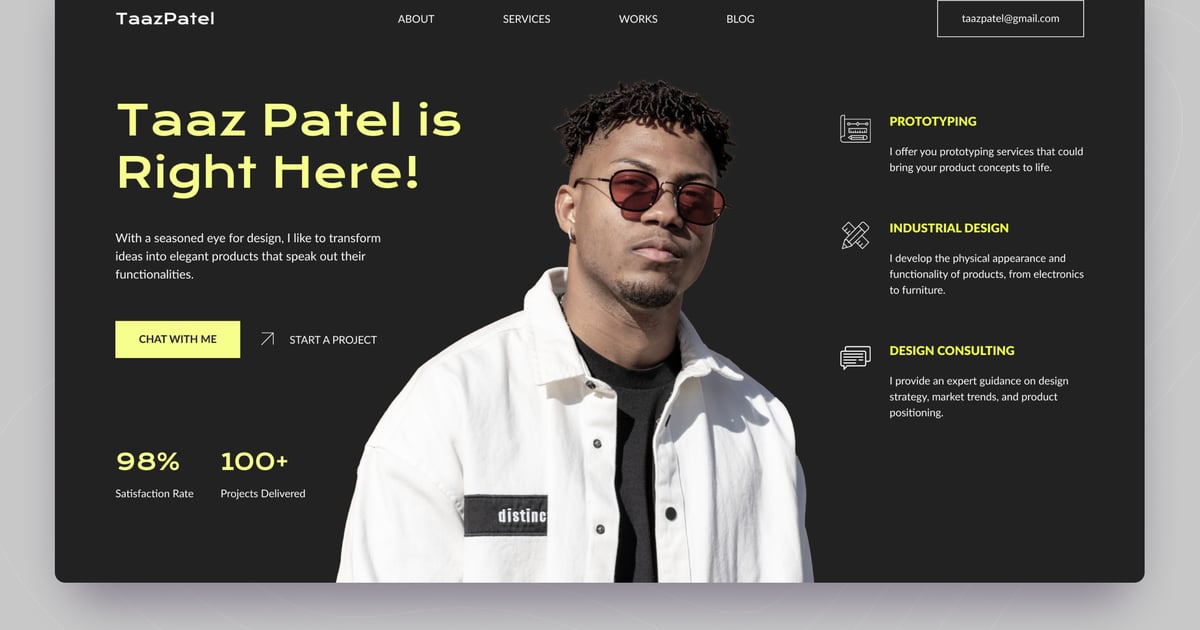 TaazPatel
ABOUT
SERVICES
WORKS
BLOG
taazpatel@gmail.com
Taaz Patel is
Right Here!
With a seasoned eye for design, I like to transform
ideas into elegant products that speak out their
functionalities.
CHAT WITH ME
START A PROJECT
98%
Satisfaction Rate
100+
Projects Delivered
distinc
PROTOTYPING
I offer you prototyping services that could
bring your product concepts to life.
INDUSTRIAL DESIGN
I develop the physical appearance and
functionality of products, from electronics
to furniture.
DESIGN CONSULTING
I provide an expert guidance on design
strategy, market trends, and product
positioning.